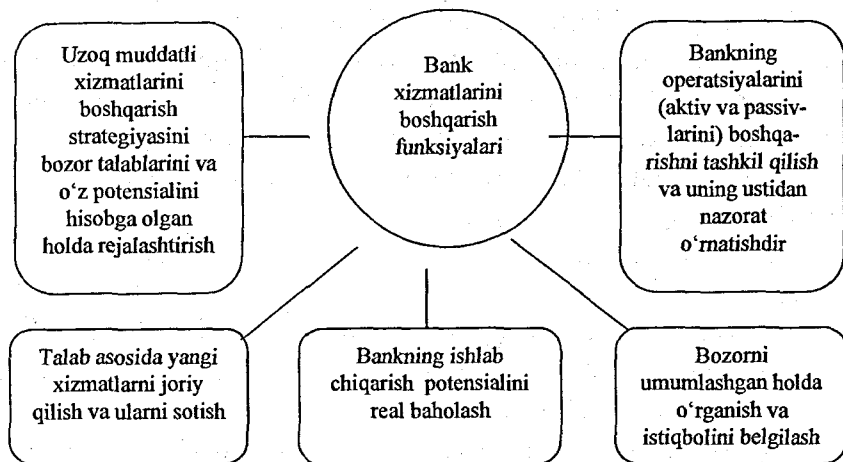 Uzoq muddatli
xizmatlarini
boshqarish
strategiyasini
bozor talablarini va
o‘z potensialini
hisobga olgan
holda rejalashtirish
Bank
xizmatlarini
boshqarish
funksiyalari
Bankning
operatsiyalarini
(aktiv va passiv-
larini) boshqa-
rishni tashkil qilish
va uning ustidan
nazorat
o‘rnatishdir
Talab asosida yangi
xizmatlarni joriy
qilish va ularni sotish
Bankning ishlab
chiqarish potensialini
real baholash
Bozorni
umumlashgan holda
o‘rganish va
istiqbolini belgilash